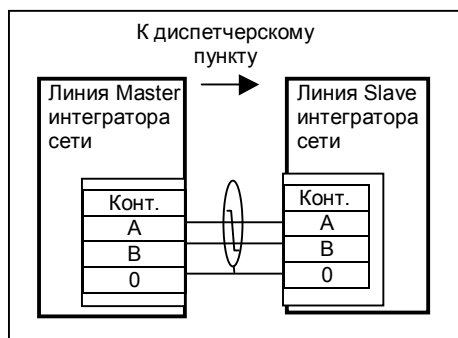 К диспетчерскому
пункту
Линия Master
интегратора
сети
Линия Slave
интегратора
сети
Конт.
А
В
0
Конт.
А
В
0